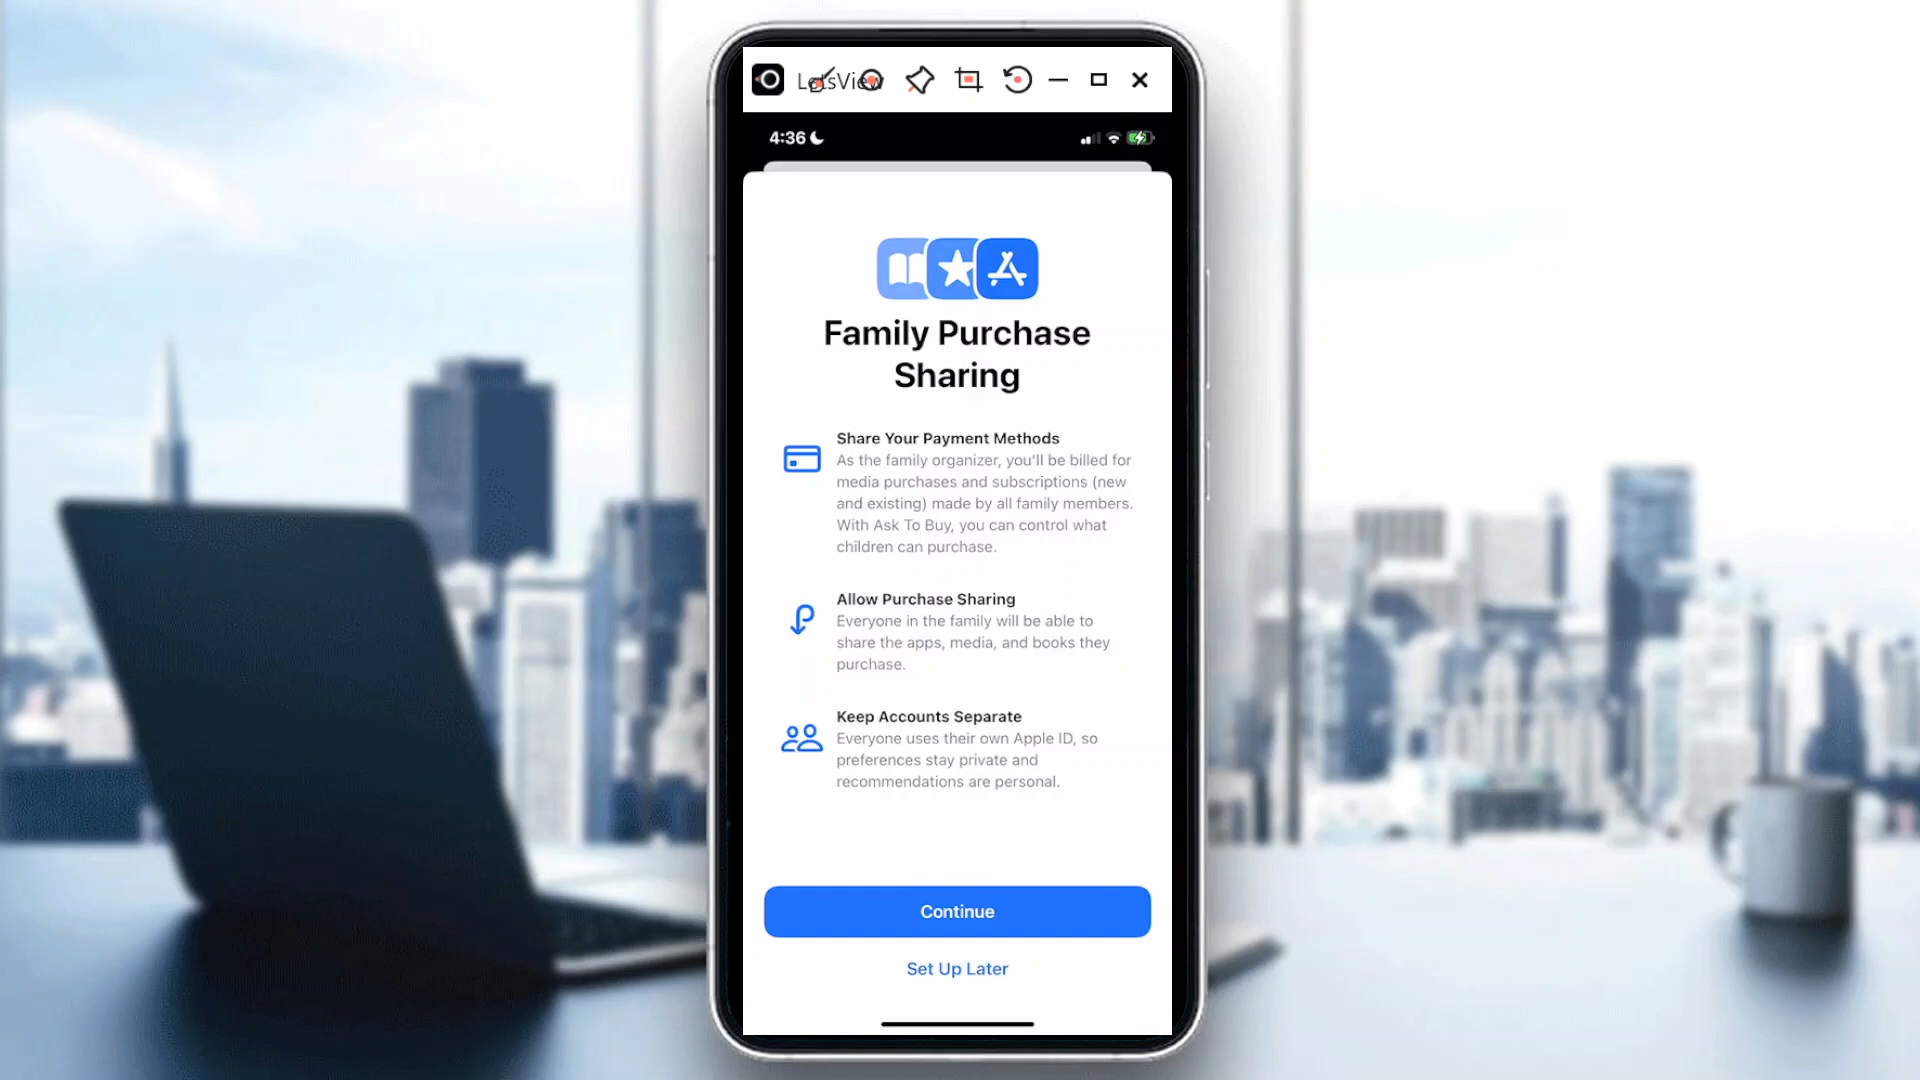 LetsView
4:36
Family Purchase
Sharing
Share Your Payment Methods
As the family organizer, you'll be billed for
media purchases and subscriptions (new
and existing) made by all family members.
With Ask To Buy, you can control what
children can purchase.
Allow Purchase Sharing
Everyone in the family will be able to
share the apps, media, and books they
purchase.
Keep Accounts Separate
Everyone uses their own Apple ID, so
preferences stay private and
recommendations are personal.
Continue
Set Up Later